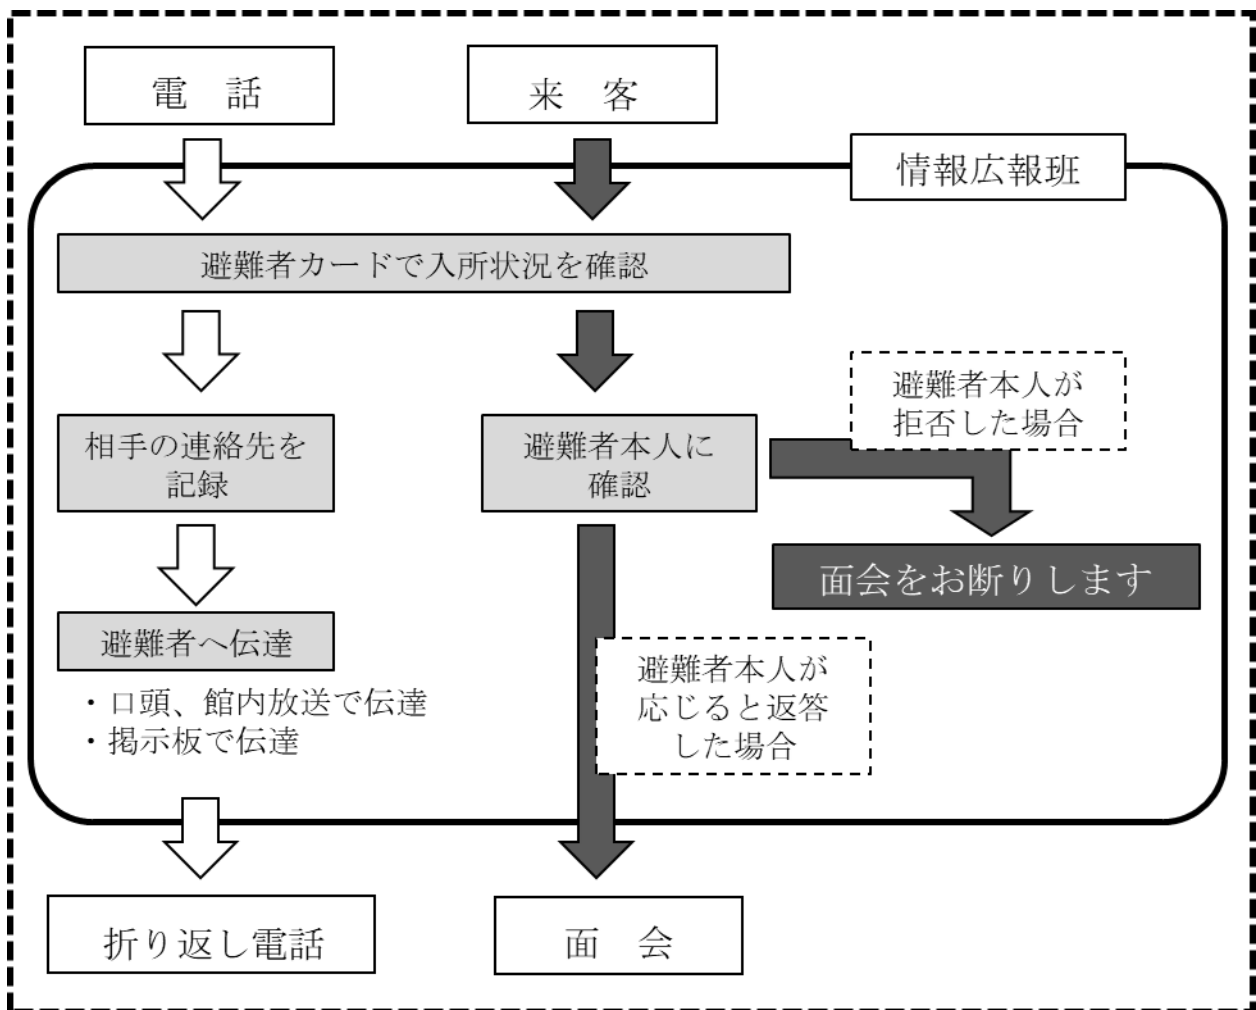 電　話
来　客
情報広報班
避難者カードで入所状況を確認
相手の連絡先を
記録
避難者本人に
確認
避難者本人が
拒否した場合
面会をお断りします
避難者へ伝達
・口頭、館内放送で伝達
・掲示板で伝達
避難者本人が
応じると返答
した場合
折り返し電話
面　会